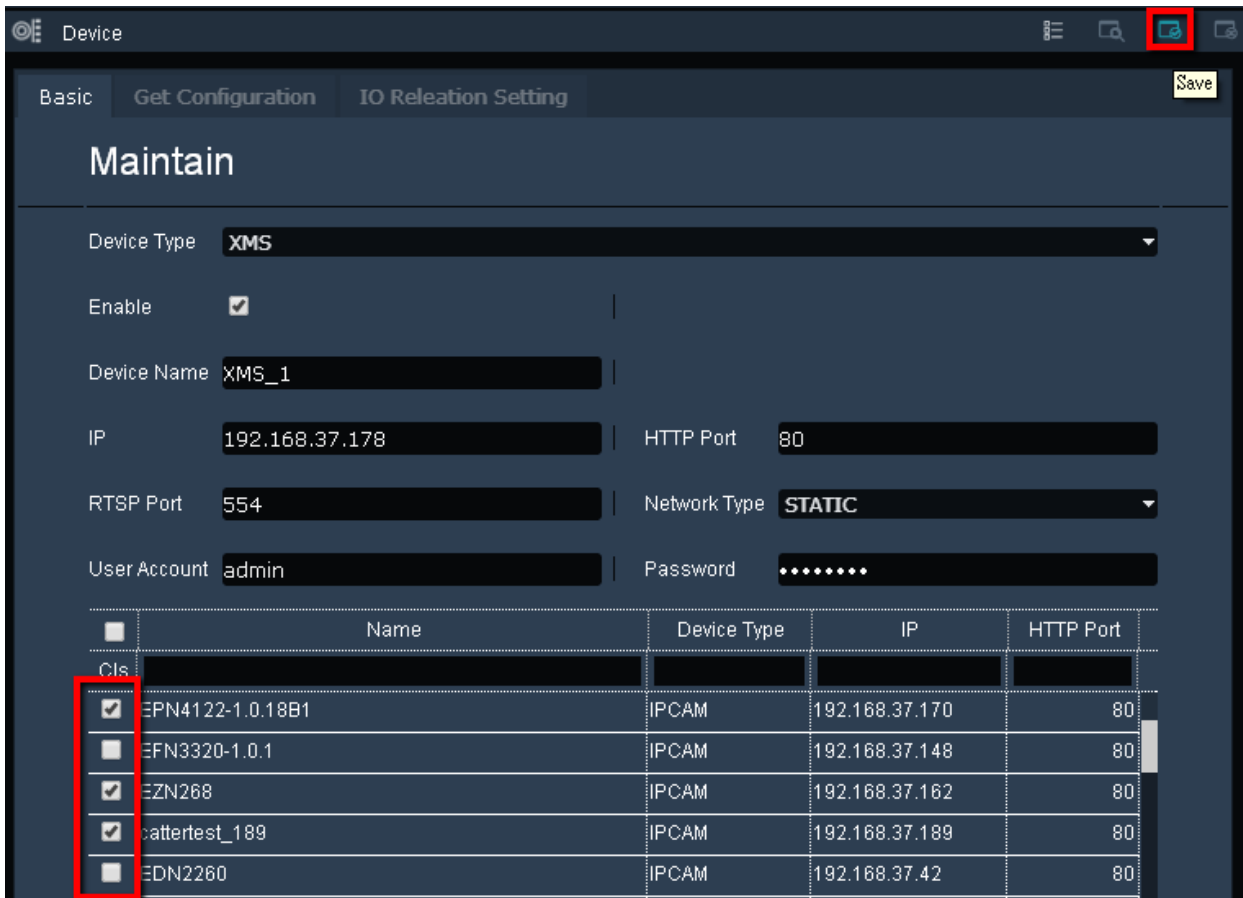 Device
Save
Basic Get Configuration IO Releation Setting
Maintain
Device Type XMS
Enable
Device Name XMS_1
IP 192.168.37.178 HTTP Port 80
RTSP Port 554 Network Type STATIC
User Account admin Password ••••••••
Name Device Type IP HTTP Port
Cls
EPN4122-1.0.18B1 IPCAM 192.168.37.170 80
EFN3320-1.0.1 IPCAM 192.168.37.148 80
EZN268 IPCAM 192.168.37.162 80
cattertest_189 IPCAM 192.168.37.189 80
EDN2260 IPCAM 192.168.37.42 80